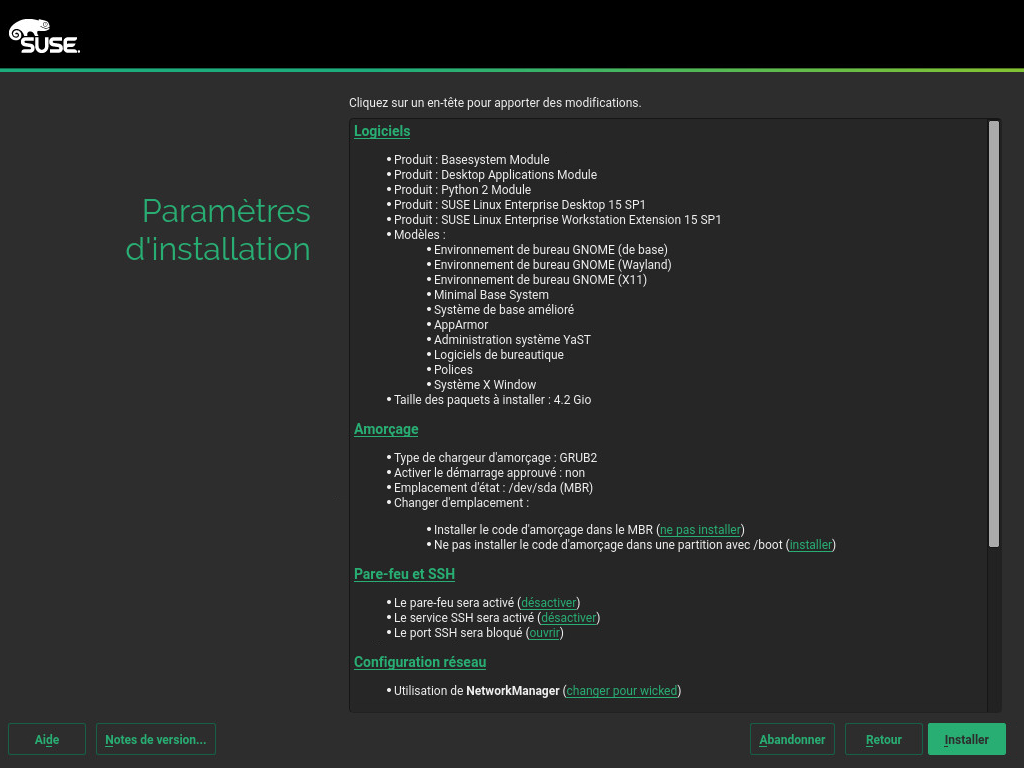 SUSE.
Cliquez sur un en-tête pour apporter des modifications.
Paramètres
d'installation
Logiciels
• Produit : Basesystem Module
• Produit : Desktop Applications Module
• Produit : Python 2 Module
• Produit : SUSE Linux Enterprise Desktop 15 SP1
• Produit : SUSE Linux Enterprise Workstation Extension 15 SP1
• Modèles :
• Environnement de bureau GNOME (de base)
• Environnement de bureau GNOME (Wayland)
• Environnement de bureau GNOME (X11)
• Minimal Base System
• Système de base amélioré
• AppArmor
• Administration système YaST
• Logiciels de bureautique
• Polices
• Système X Window
• Taille des paquets à installer : 4.2 Gio
Amorçage
• Type de chargeur d'amorçage : GRUB2
• Activer le démarrage approuvé : non
• Emplacement d'état : /dev/sda (MBR)
• Changer d'emplacement :
• Installer le code d'amorçage dans le MBR (ne pas installer)
• Ne pas installer le code d'amorçage dans une partition avec /boot (installer)
Pare-feu et SSH
• Le pare-feu sera activé (désactiver)
• Le service SSH sera activé (désactiver)
• Le port SSH sera bloqué (ouvrir)
Configuration réseau
• Utilisation de NetworkManager (changer pour wicked)
Aide
Notes de version...
Abandonner
Retour
Installer